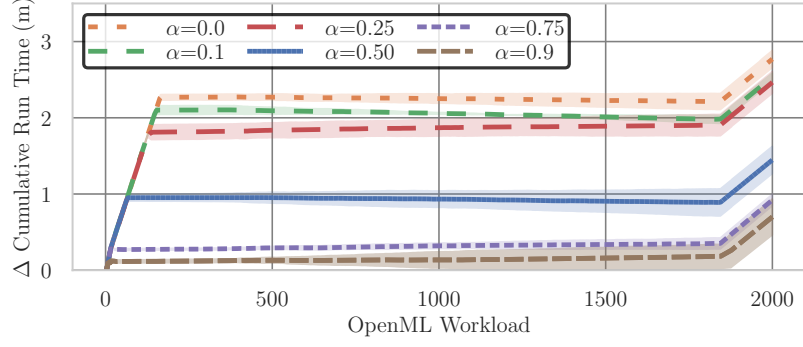 Δ Cumulative Run Time (m)
3
2
1
0
α=0.0 α=0.25 α=0.75
α=0.1 α=0.50 α=0.9
0 500 1000 1500 2000
OpenML Workload